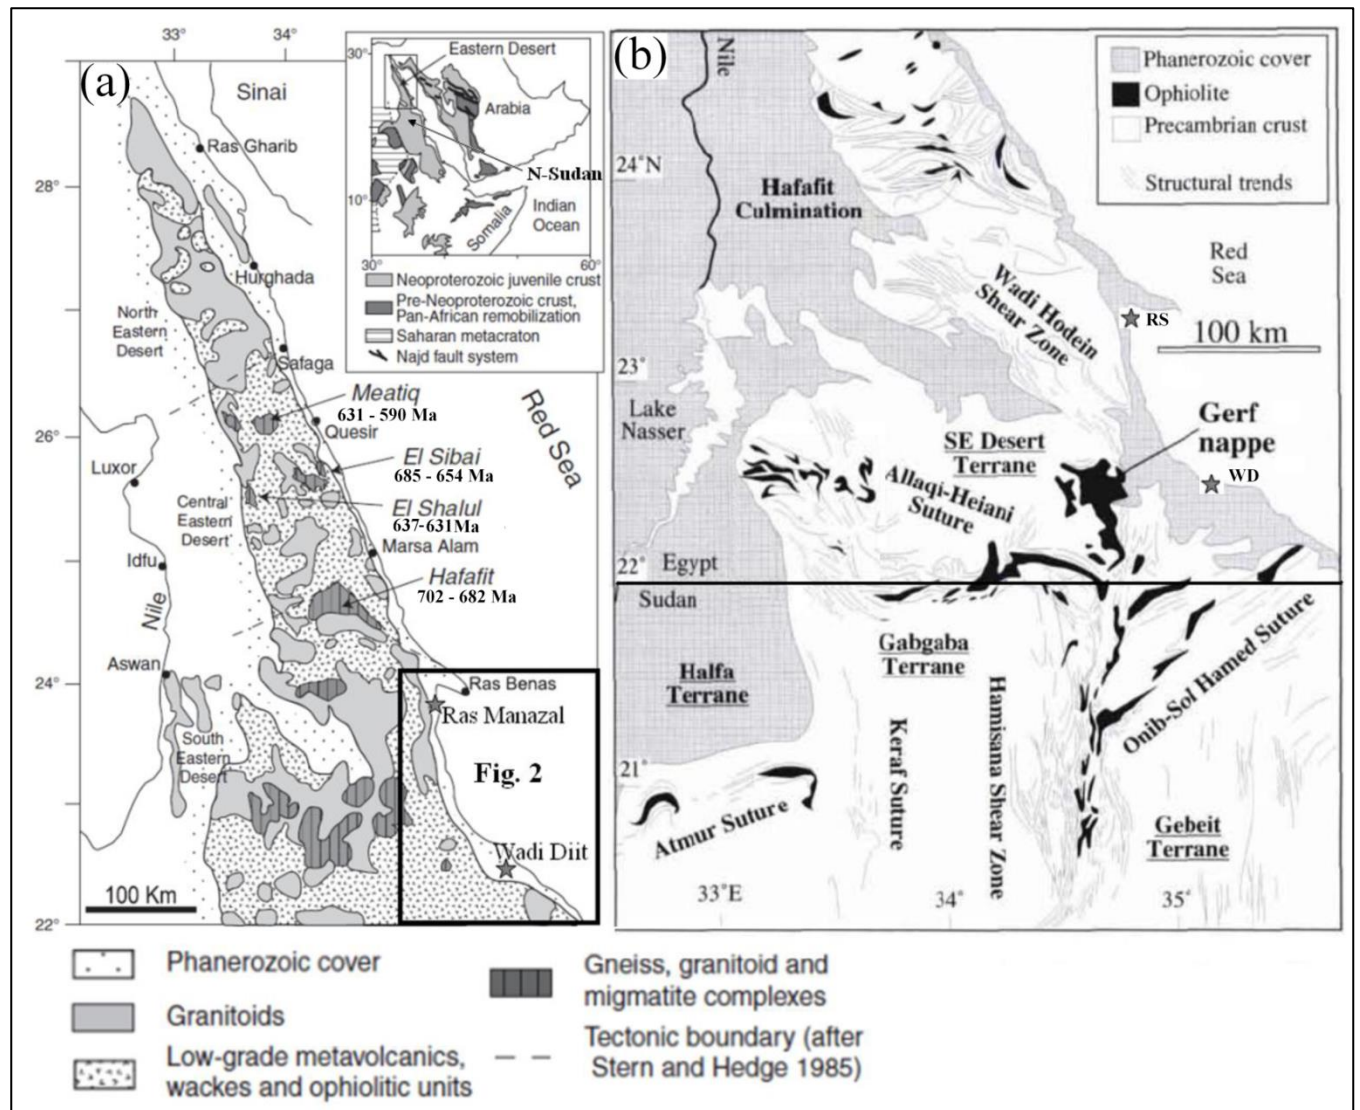 (a)
33°
34°
28°
26°
24°
22°
Sinai
Ras Gharib
Hurghada
North
Eastern
Desert
Safaga
Meatiq
631 - 590 Ma
Quesir
El Sibai
685 - 654 Ma
El Shalul
637-631Ma
Central
Eastern
Desert
Marsa Alam
Hafafit
702 - 682 Ma
Luxor
Idfu
Nile
Aswan
Red Sea
South
Eastern
Desert
Ras Benas
Ras Manazal
Fig. 2
Wadi Diit
100 Km
30°
Eastern Desert
Arabia
N-Sudan
10°
Indian
Ocean
Somalia
30°
60°
Neoproterozoic juvenile crust
Pre-Neoproterozoic crust,
Pan-African remobilization
Saharan metacraton
Najd fault system
(b)
Nile
Phanerozoic cover
Ophiolite
Precambrian crust
Structural trends
24°N
Hafafit
Culmination
Red
Sea
Wadi Hodein
Shear Zone
RS
100 km
23°
Lake
Nasser
Gerf
nappe
SE Desert
Terrane
WD
Allaqi-Heiani
Suture
22°
Egypt
Sudan
Gabgaba
Terrane
Halfa
Terrane
Onib-Sol Hamed Suture
Hamisana Shear Zone
Keraf Suture
21°
Atmur Suture
Gebeit
Terrane
33°E
34°
35°
Phanerozoic cover
Granitoids
Low-grade metavolcanics,
wackes and ophiolitic units
Gneiss, granitoid and
migmatite complexes
Tectonic boundary (after
Stern and Hedge 1985)